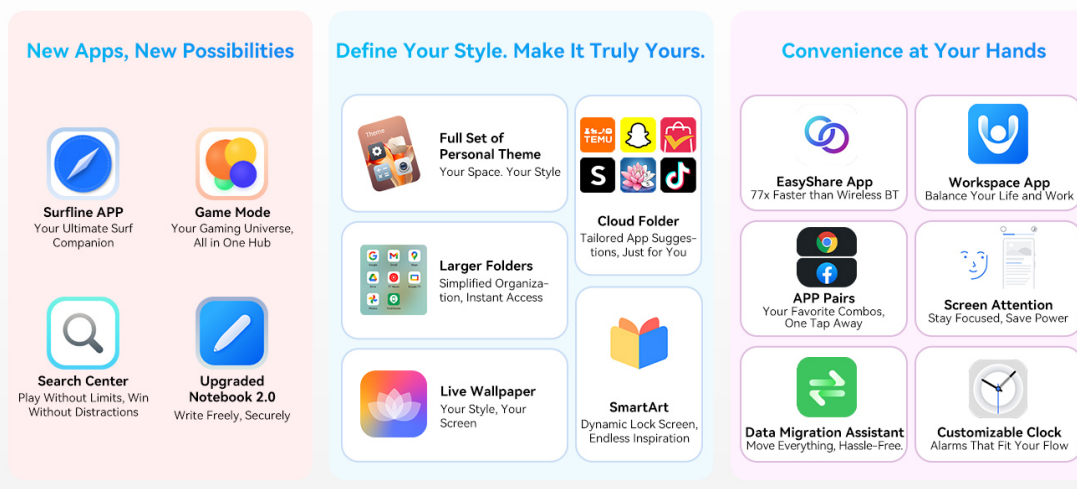 New Apps, New Possibilities
Surfline APP
Your Ultimate Surf
Companion
Game Mode
Your Gaming Universe,
All in One Hub
Search Center
Play Without Limits, Win
Without Distractions
Upgraded
Notebook 2.0
Write Freely, Securely
Define Your Style. Make It Truly Yours.
Theme
Full Set of
Personal Theme
Your Space. Your Style
Larger Folders
Simplified Organiza-
tion, Instant Access
Live Wallpaper
Your Style, Your
Screen
TEMU
S
Cloud Folder
Tailored App Sugges-
tions, Just for You
SmartArt
Dynamic Lock Screen,
Endless Inspiration
Convenience at Your Hands
EasyShare App
77x Faster than Wireless BT
Workspace App
Balance Your Life and Work
APP Pairs
Your Favorite Combos,
One Tap Away
Screen Attention
Stay Focused, Save Power
Data Migration Assistant
Move Everything, Hassle-Free.
Customizable Clock
Alarms That Fit Your Flow